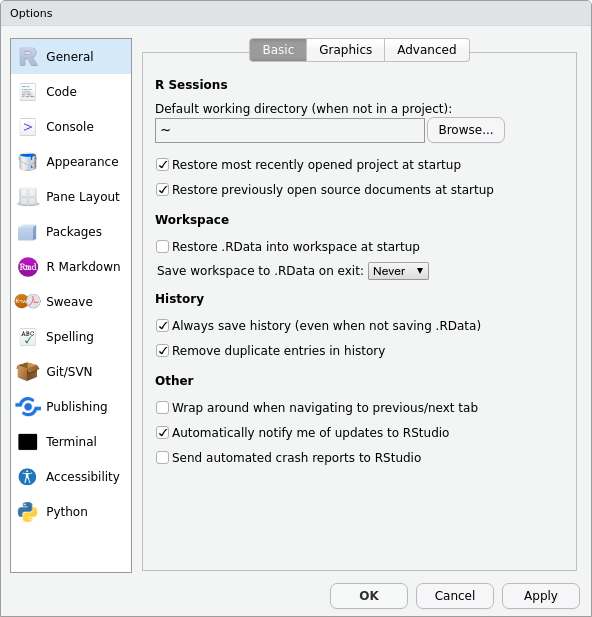 Options
General
Code
Console
Appearance
Pane Layout
Packages
Rmd
R Markdown
Sweave
ABC
Spelling
Git/SVN
Publishing
Terminal
Accessibility
Python
Basic
Graphics
Advanced
R Sessions
Default working directory (when not in a project):
~
Browse...
Restore most recently opened project at startup
Restore previously open source documents at startup
Workspace
Restore .RData into workspace at startup
Save workspace to .RData on exit: Never
History
Always save history (even when not saving .RData)
Remove duplicate entries in history
Other
Wrap around when navigating to previous/next tab
Automatically notify me of updates to RStudio
Send automated crash reports to RStudio
OK
Cancel
Apply